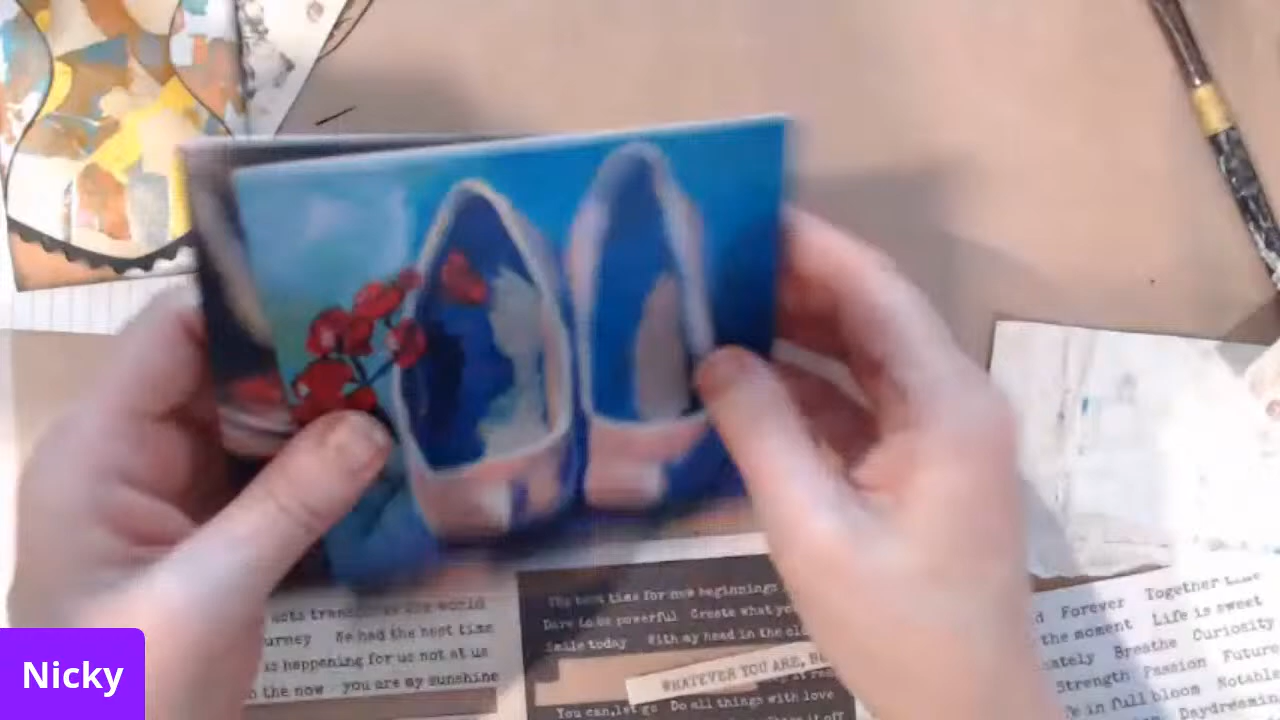 acts transforms the world
urney We had the best time
is happening for us not at us
n the now you are my sunshine
The best time for new beginnings
Dare to be powerful Create what yo
Smile today With my head in the clo
WHATEVER YOU ARE, BE
You can, let go Do all things with love
d Forever Together
the moment Life is sweet
ately Breathe Curiosity
Strength Passion Future
e in full bloom Notable
Daydreamin
Nicky